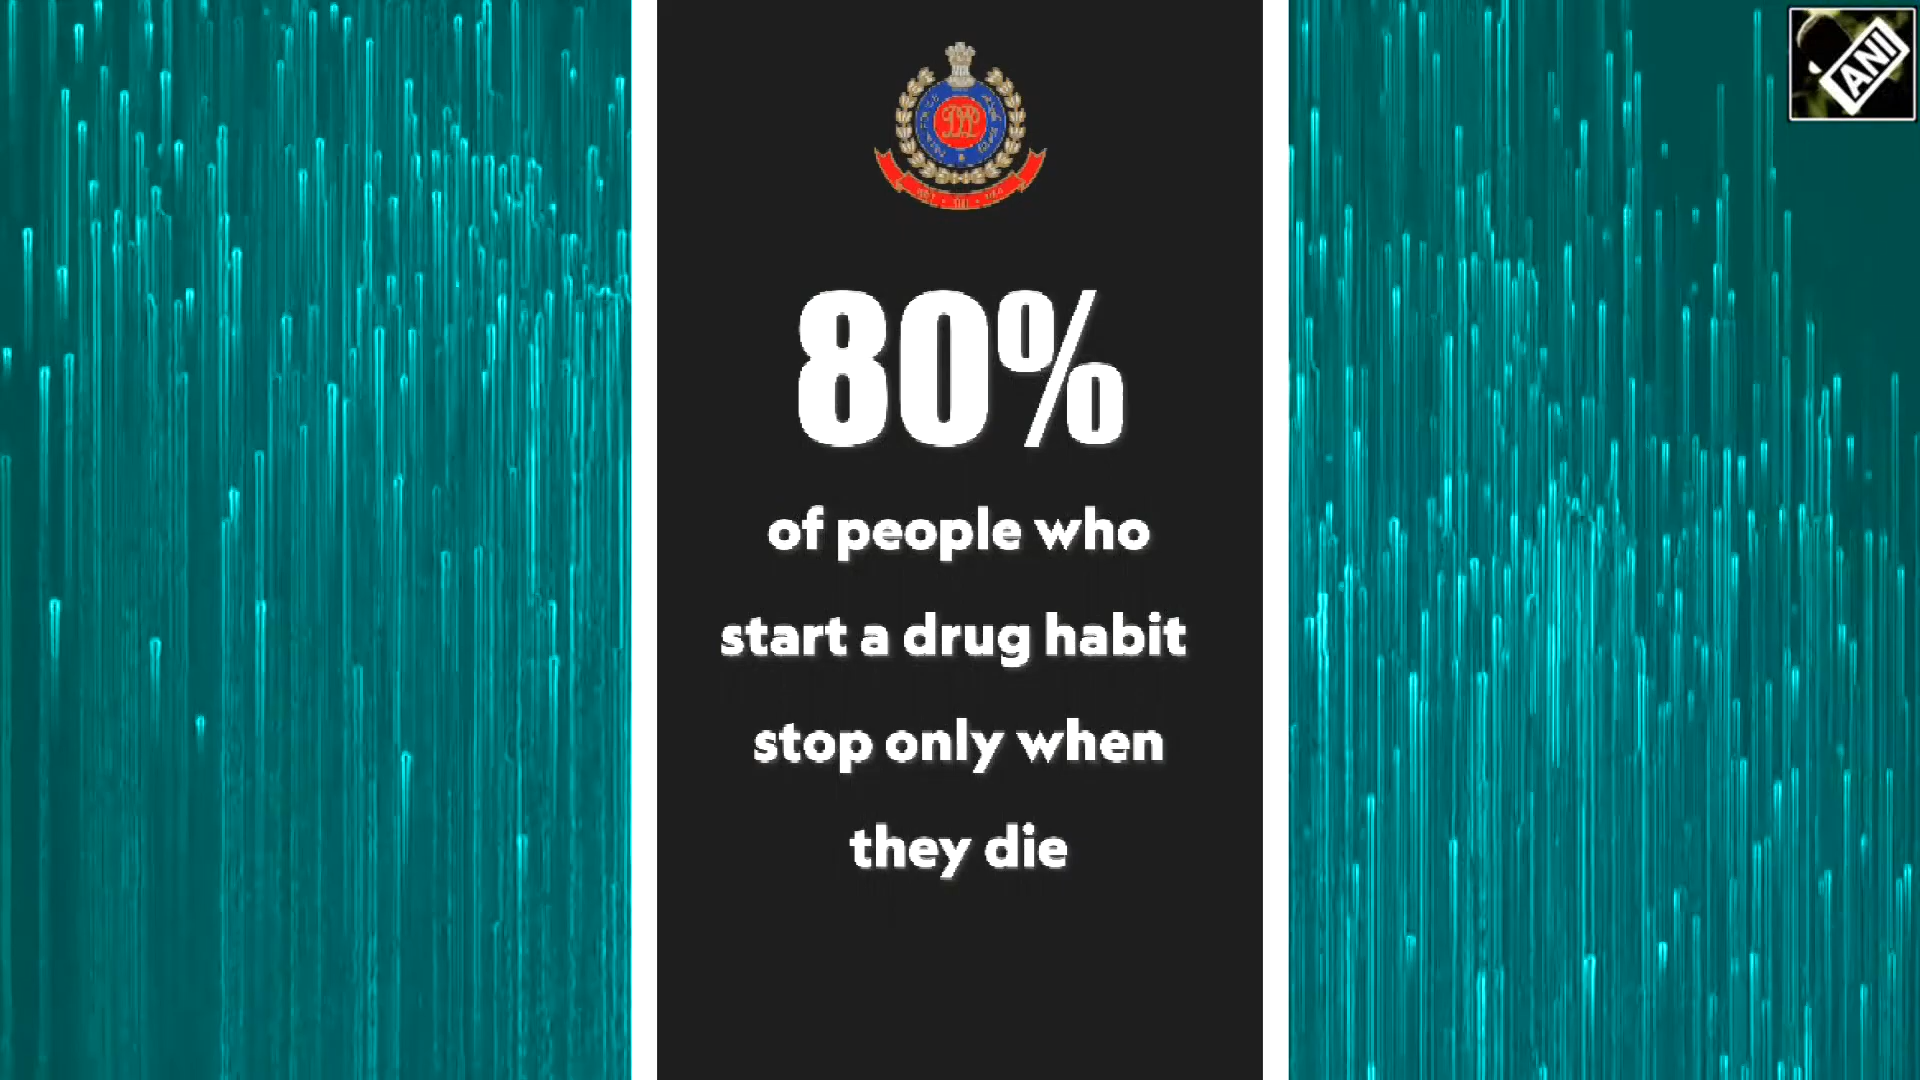 ANI
80%
of people who
start a drug habit
stop only when
they die